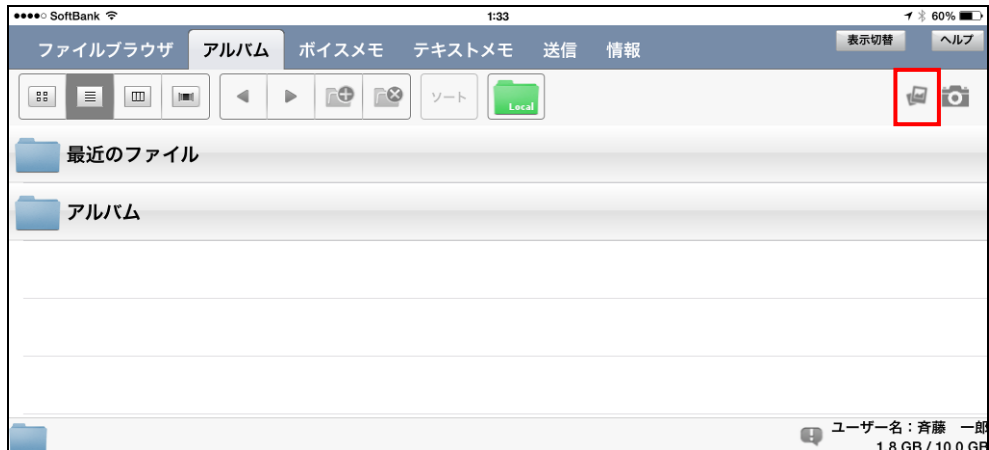 SoftBank 1:33 60%
ファイルブラウザ アルバム ボイスメモ テキストメモ 送信 情報 表示切替 ヘルプ
ソート Local
最近のファイル
アルバム
ユーザー名：斉藤　一郎
1.8 GB / 10.0 GB